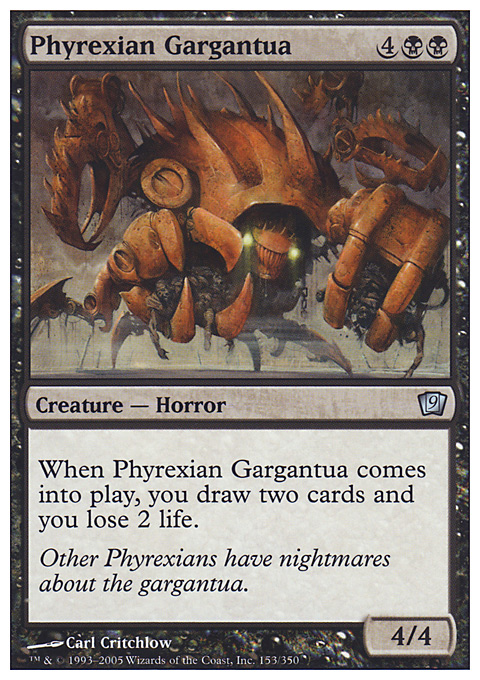 Phyrexian Gargantua 4
Creature — Horror 9
When Phyrexian Gargantua comes
into play, you draw two cards and
you lose 2 life.
Other Phyrexians have nightmares
about the gargantua.
Carl Critchlow
4/4
™ & © 1993–2005 Wizards of the Coast, Inc. 153/350